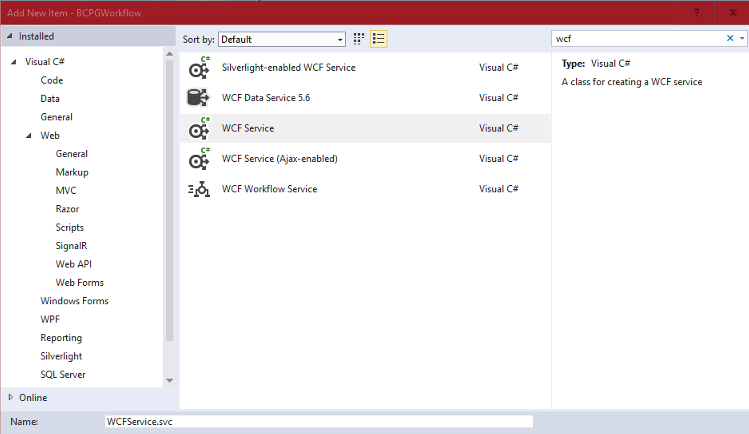 Add New Item - BCPGWorkflow
Installed
Sort by: Default
wcf
Visual C#
Code
Data
General
Web
General
Markup
MVC
Razor
Scripts
SignalR
Web API
Web Forms
Windows Forms
WPF
Reporting
Silverlight
SQL Server
Online
C# Silverlight-enabled WCF Service Visual C#
WCF Data Service 5.6 Visual C#
C# WCF Service Visual C#
C# WCF Service (Ajax-enabled) Visual C#
WCF Workflow Service Visual C#
Type: Visual C#
A class for creating a WCF service
Name: WCFService.svc